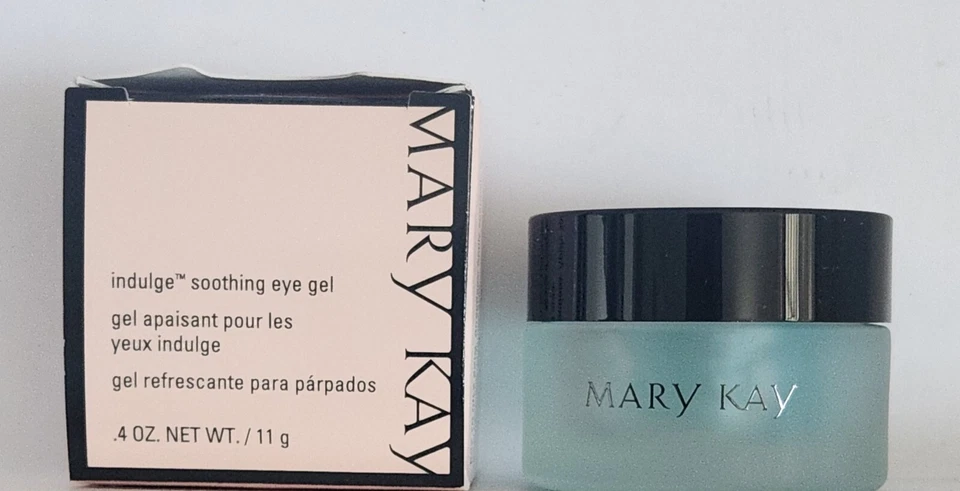 MARY KAY
indulge™ soothing eye gel
gel apaisant pour les
yeux indulge
gel refrescante para párpados
.4 OZ. NET WT. / 11 g
MARY KAY